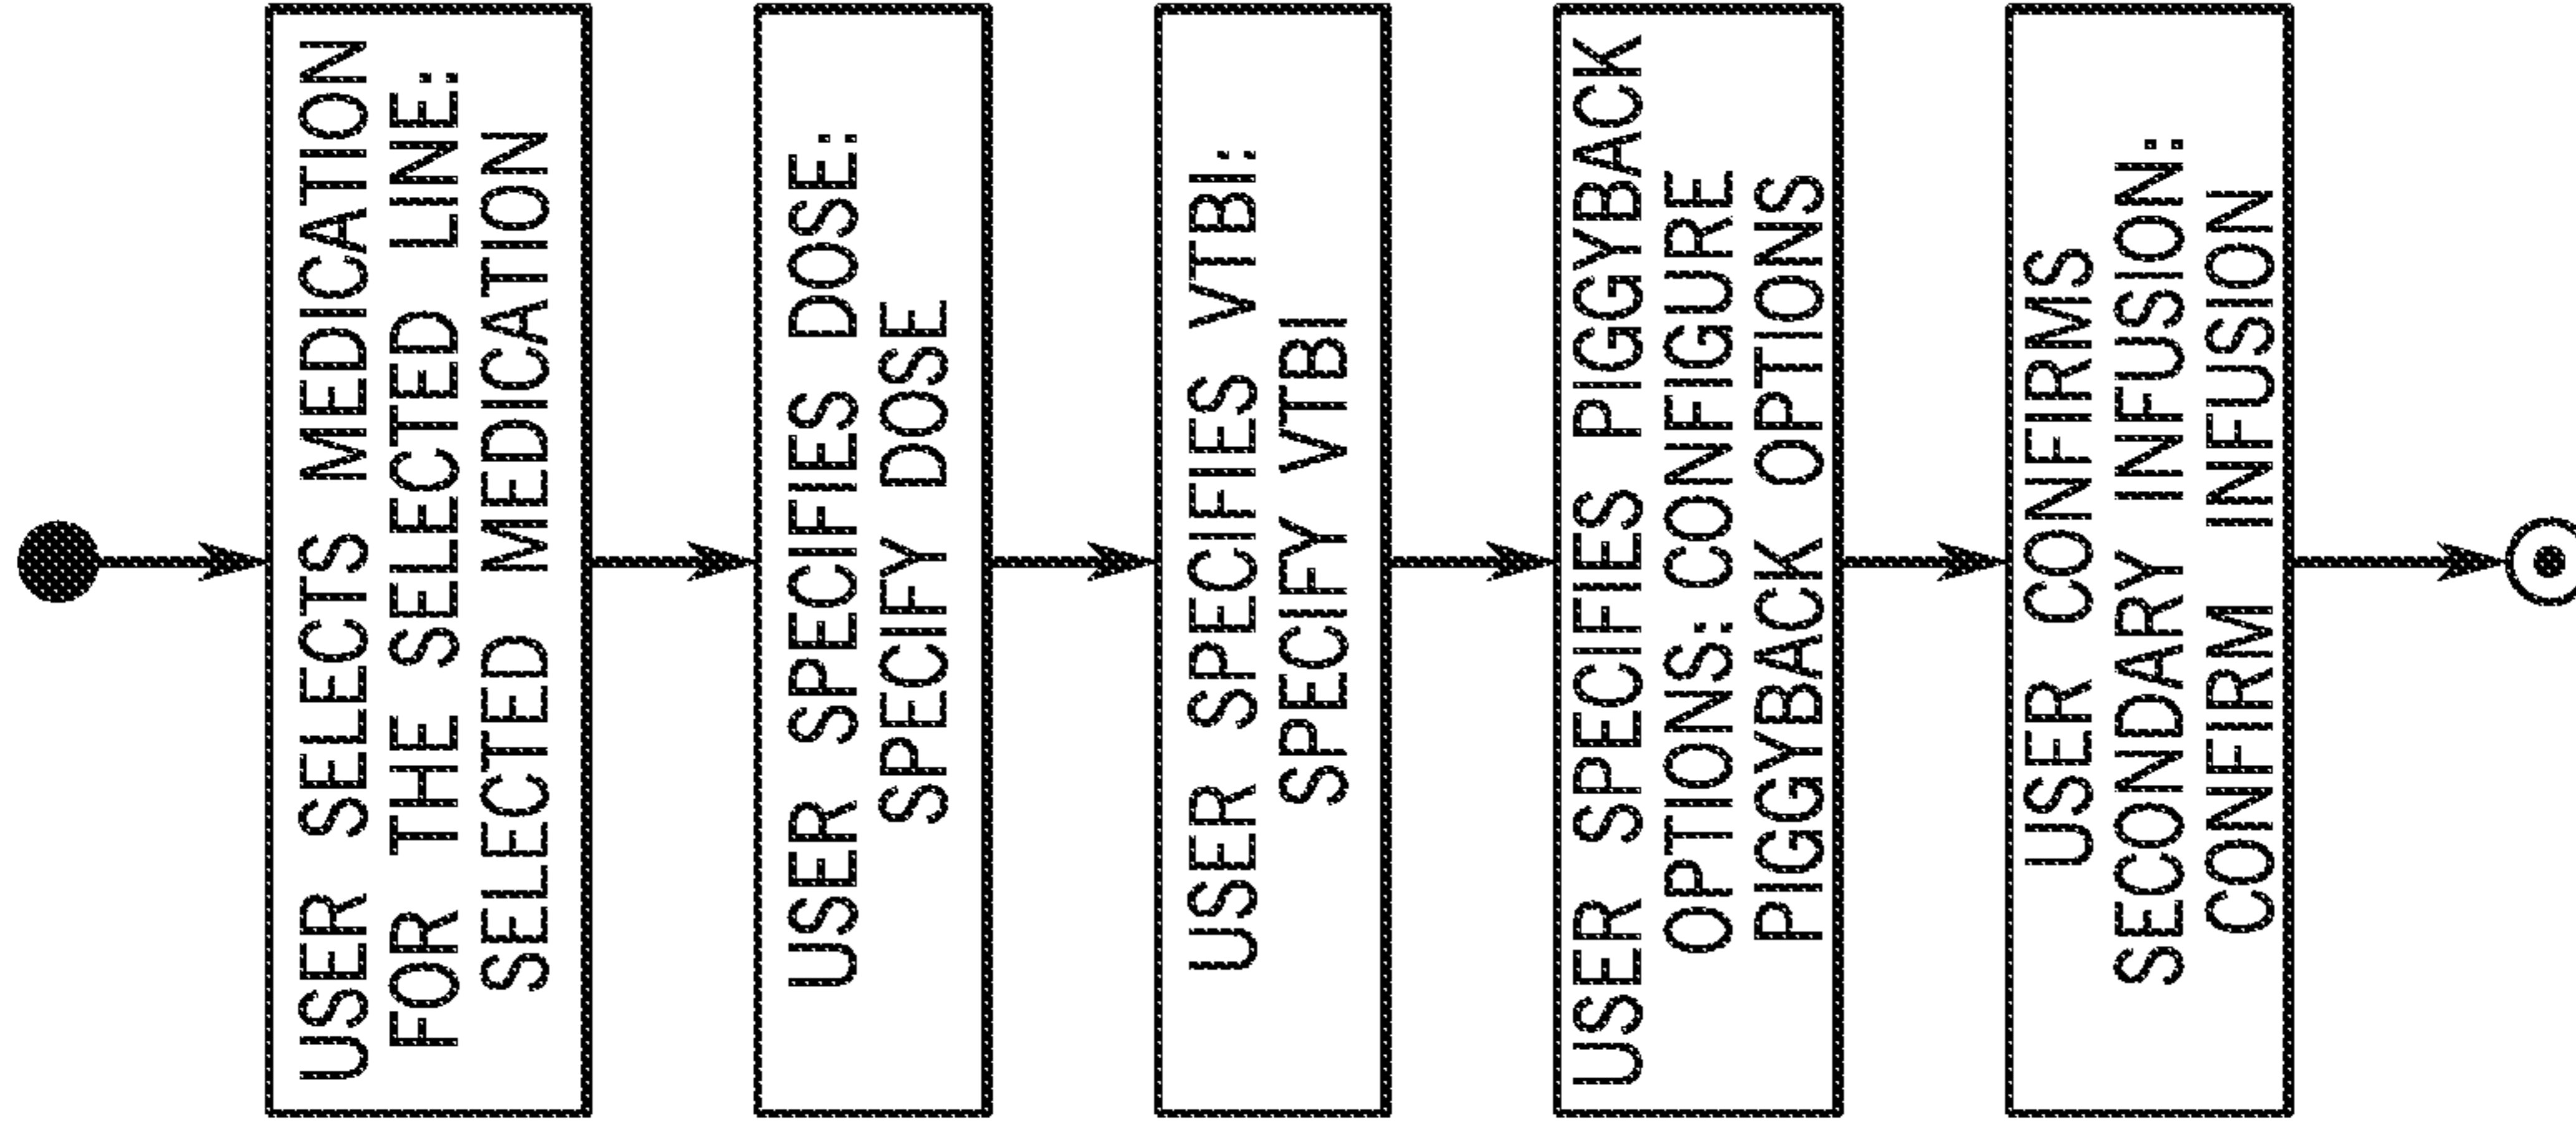 USER SELECTS MEDICATION
FOR THE SELECTED LINE:
SELECTED MEDICATION
USER SPECIFIES DOSE:
SPECIFY DOSE
USER SPECIFIES VTBI:
SPECIFY VTBI
USER SPECIFIES PIGGYBACK
OPTIONS: CONFIGURE
PIGGYBACK OPTIONS
USER CONFIRMS
SECONDARY INFUSION:
CONFIRM INFUSION